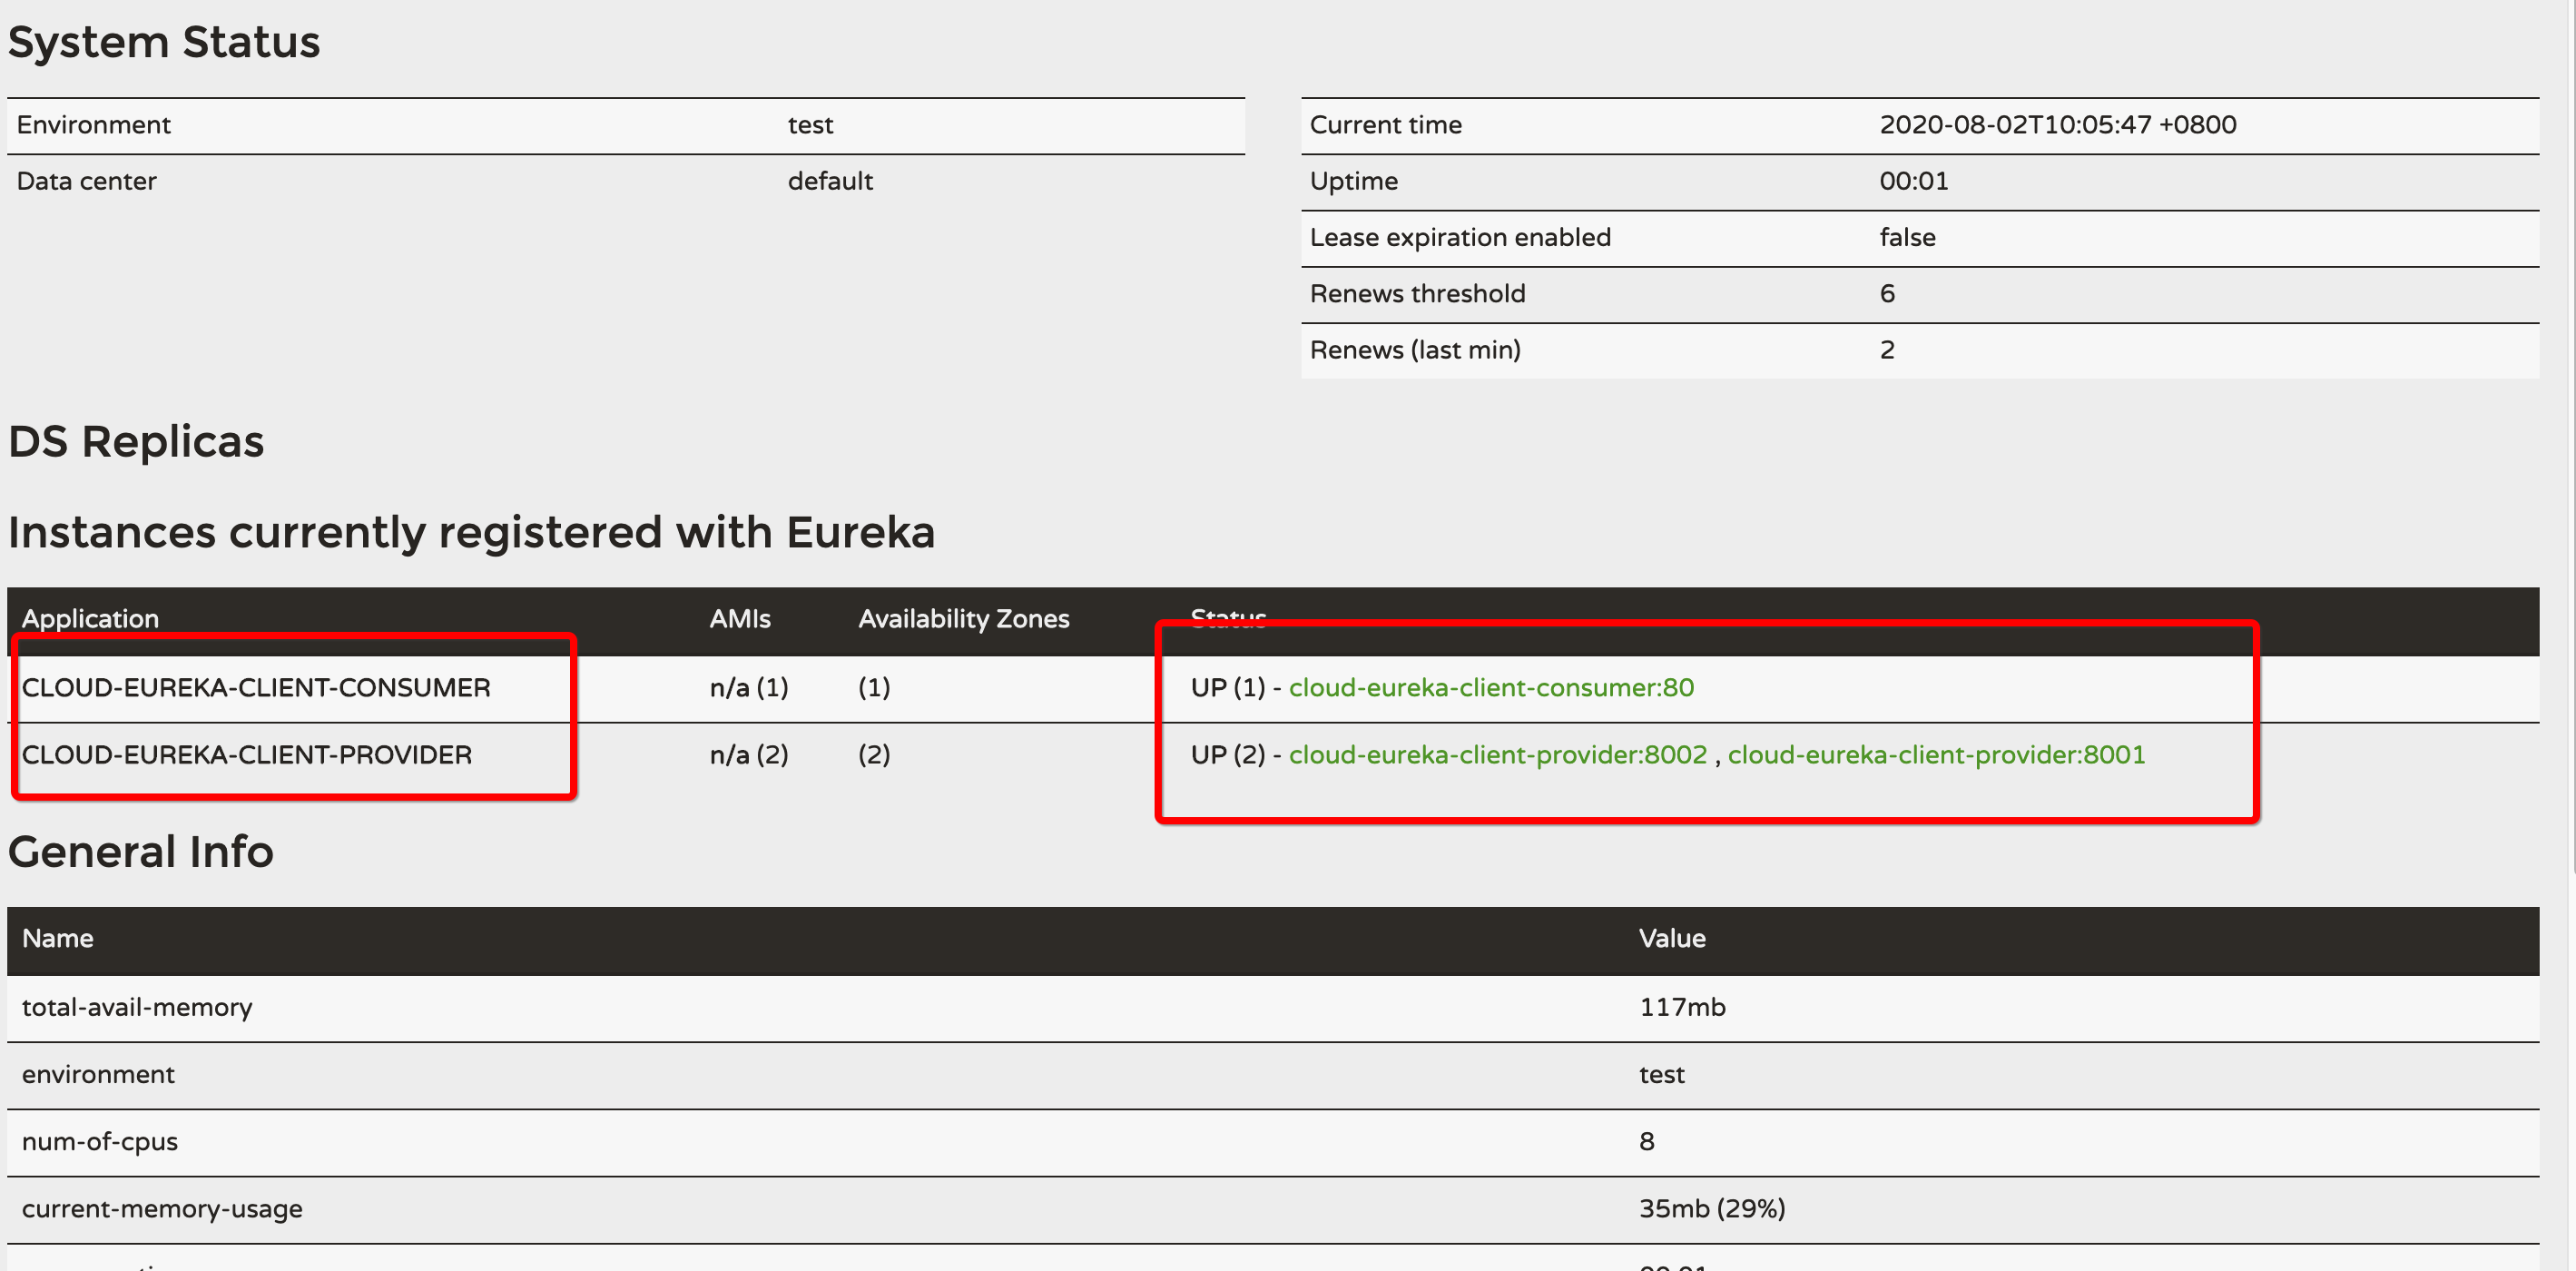 System Status
Environment test
Data center default
Current time 2020-08-02T10:05:47 +0800
Uptime 00:01
Lease expiration enabled false
Renews threshold 6
Renews (last min) 2
DS Replicas
Instances currently registered with Eureka
Application AMIs Availability Zones Status
CLOUD-EUREKA-CLIENT-CONSUMER n/a (1) (1) UP (1) - cloud-eureka-client-consumer:80
CLOUD-EUREKA-CLIENT-PROVIDER n/a (2) (2) UP (2) - cloud-eureka-client-provider:8002 , cloud-eureka-client-provider:8001
General Info
Name Value
total-avail-memory 117mb
environment test
num-of-cpus 8
current-memory-usage 35mb (29%)